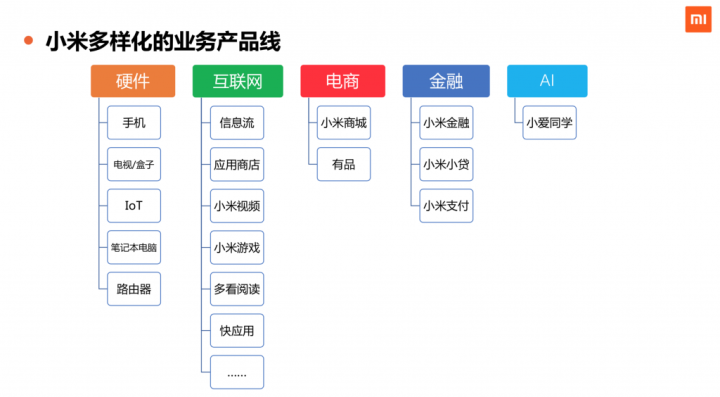 小米多样化的业务产品线
MI
硬件
手机
电视/盒子
IoT
笔记本电脑
路由器
互联网
信息流
应用商店
小米视频
小米游戏
多看阅读
快应用
......
电商
小米商城
有品
金融
小米金融
小米小贷
小米支付
AI
小爱同学